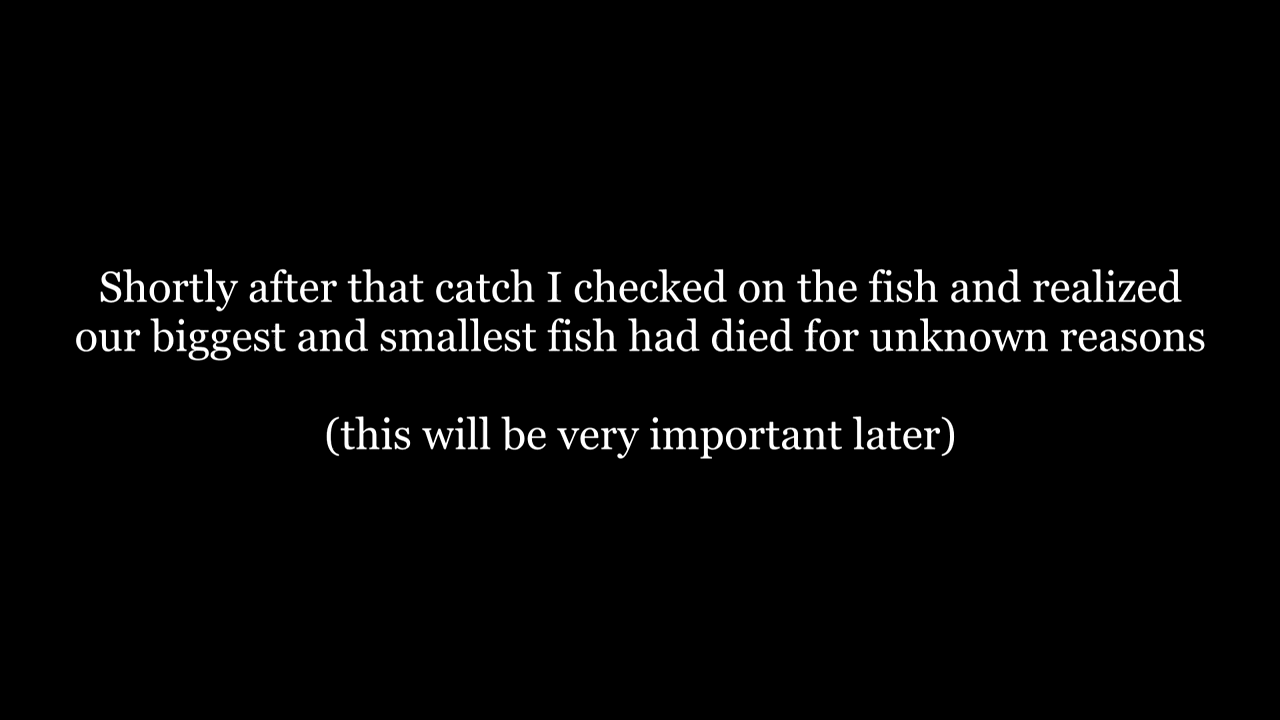 Shortly after that catch I checked on the fish and realized
our biggest and smallest fish had died for unknown reasons
(this will be very important later)